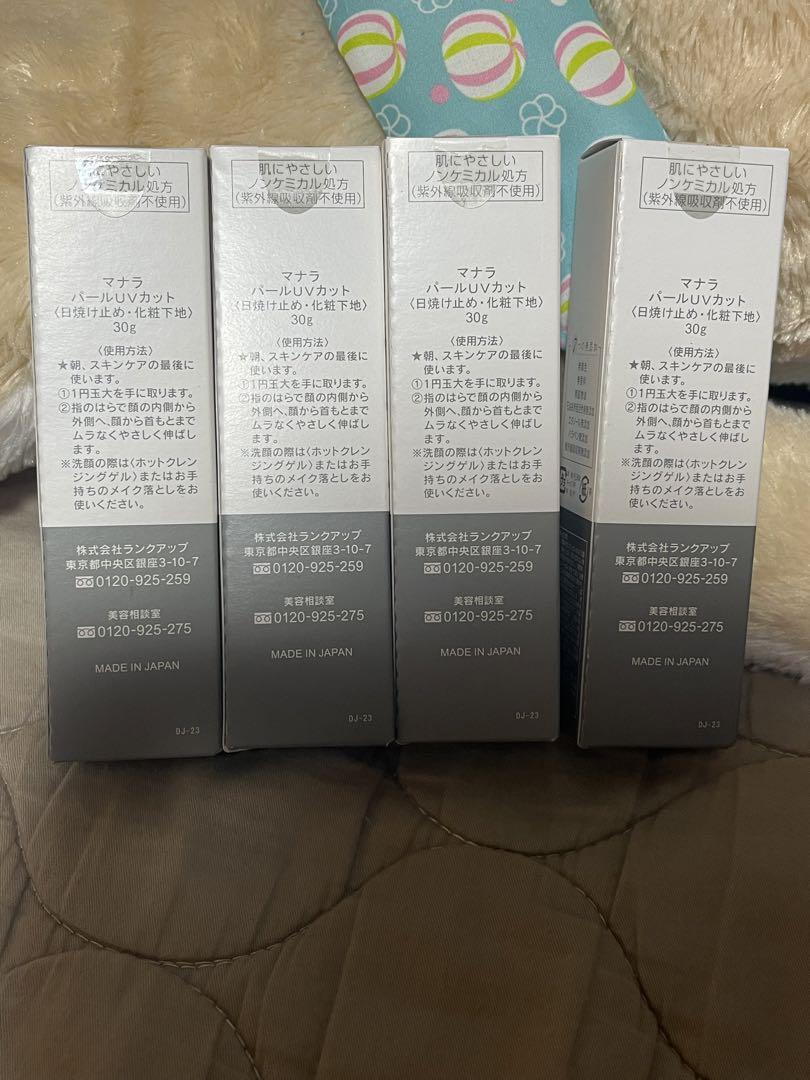 肌にやさしい
ノンケミカル処方
(紫外線吸収剤不使用)
マナラ
パールUVカット
〈日焼け止め・化粧下地〉
30g
〈使用方法〉
★朝、スキンケアの最後に
使います。
①1円玉大を手に取ります。
②指のはらで顔の内側から
外側へ、顔から首もとまで
ムラなくやさしく伸ばし
ます。
※洗顔の際は〈ホットクレン
ジングゲル〉またはお手
持ちのメイク落としをお
使いください。
株式会社ランクアップ
東京都中央区銀座3-10-7
0120-925-259
美容相談室
0120-925-275
MADE IN JAPAN
DJ-23
肌にやさしい
ノンケミカル処方
(紫外線吸収剤不使用)
マナラ
パールUVカット
〈日焼け止め・化粧下地〉
30g
〈使用方法〉
★朝、スキンケアの最後に
使います。
①1円玉大を手に取ります。
②指のはらで顔の内側から
外側へ、顔から首もとまで
ムラなくやさしく伸ばし
ます。
※洗顔の際は〈ホットクレン
ジングゲル〉またはお手
持ちのメイク落としをお
使いください。
株式会社ランクアップ
東京都中央区銀座3-10-7
0120-925-259
美容相談室
0120-925-275
MADE IN JAPAN
DJ-23
肌にやさしい
ノンケミカル処方
(紫外線吸収剤不使用)
マナラ
パールUVカット
〈日焼け止め・化粧下地〉
30g
〈使用方法〉
★朝、スキンケアの最後に
使います。
①1円玉大を手に取ります。
②指のはらで顔の内側から
外側へ、顔から首もとまで
ムラなくやさしく伸ばし
ます。
※洗顔の際は〈ホットクレン
ジングゲル〉またはお手
持ちのメイク落としをお
使いください。
株式会社ランクアップ
東京都中央区銀座3-10-7
0120-925-259
美容相談室
0120-925-275
MADE IN JAPAN
DJ-23
肌にやさしい
ノンケミカル処方
(紫外線吸収剤不使用)
マナラ
パールUVカット
〈日焼け止め・化粧下地〉
30g
〈使用方法〉
★朝、スキンケアの最後に
使います。
①1円玉大を手に取ります。
②指のはらで顔の内側から
外側へ、顔から首もとまで
ムラなくやさしく伸ばし
ます。
※洗顔の際は〈ホットクレン
ジングゲル〉またはお手
持ちのメイク落としをお
使いください。
株式会社ランクアップ
東京都中央区銀座3-10-7
0120-925-259
美容相談室
0120-925-275
MADE IN JAPAN
DJ-23